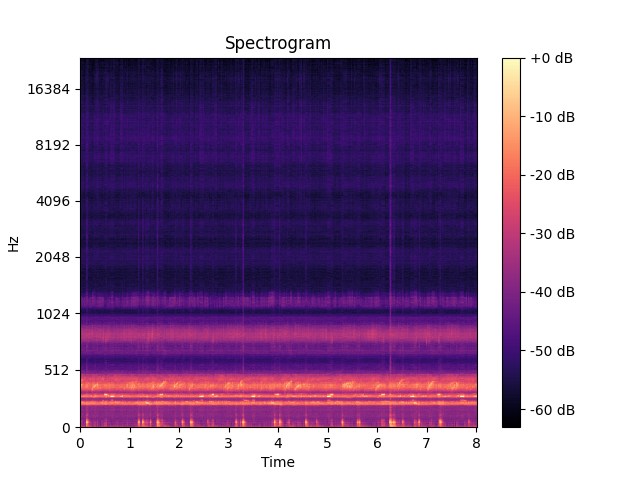 Spectrogram
+0 dB
16384
-10 dB
8192
-20 dB
4096
Hz
-30 dB
2048
-40 dB
1024
-50 dB
512
-60 dB
0
0 1 2 3 4 5 6 7 8
Time